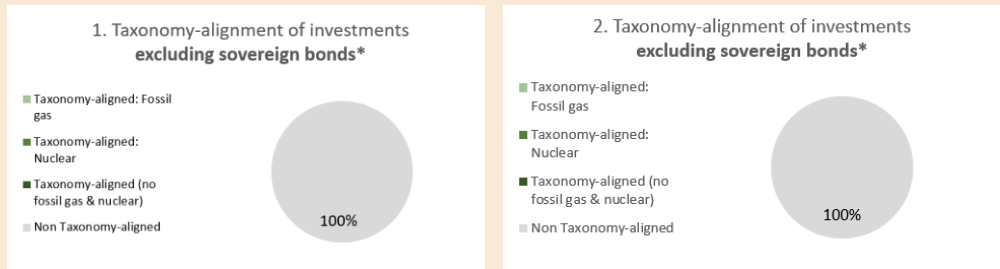 1. Taxonomy-alignment of investments
excluding sovereign bonds*
Taxonomy-aligned: Fossil
gas
Taxonomy-aligned:
Nuclear
Taxonomy-aligned (no
fossil gas & nuclear)
Non Taxonomy-aligned
100%
2. Taxonomy-alignment of investments
excluding sovereign bonds*
Taxonomy-aligned:
Fossil gas
Taxonomy-aligned:
Nuclear
Taxonomy-aligned (no
fossil gas & nuclear)
Non Taxonomy-aligned
100%